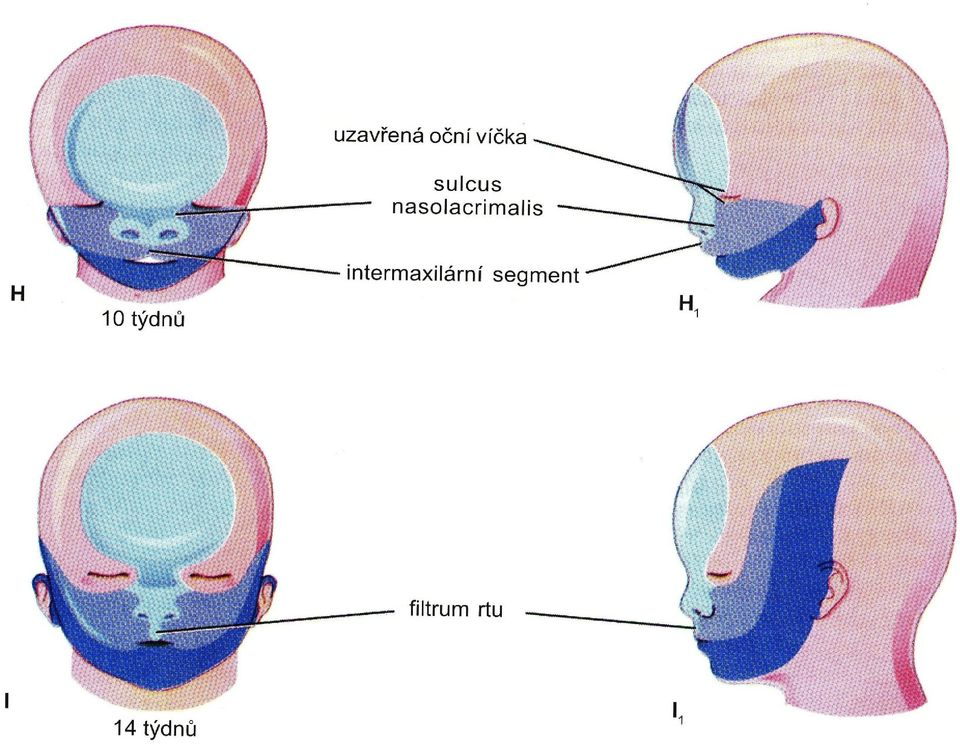 uzavřená oční víčka
sulcus
nasolacrimalis
intermaxilární segment
H
10 týdnů
H1
filtrum rtu
I
14 týdnů
I1